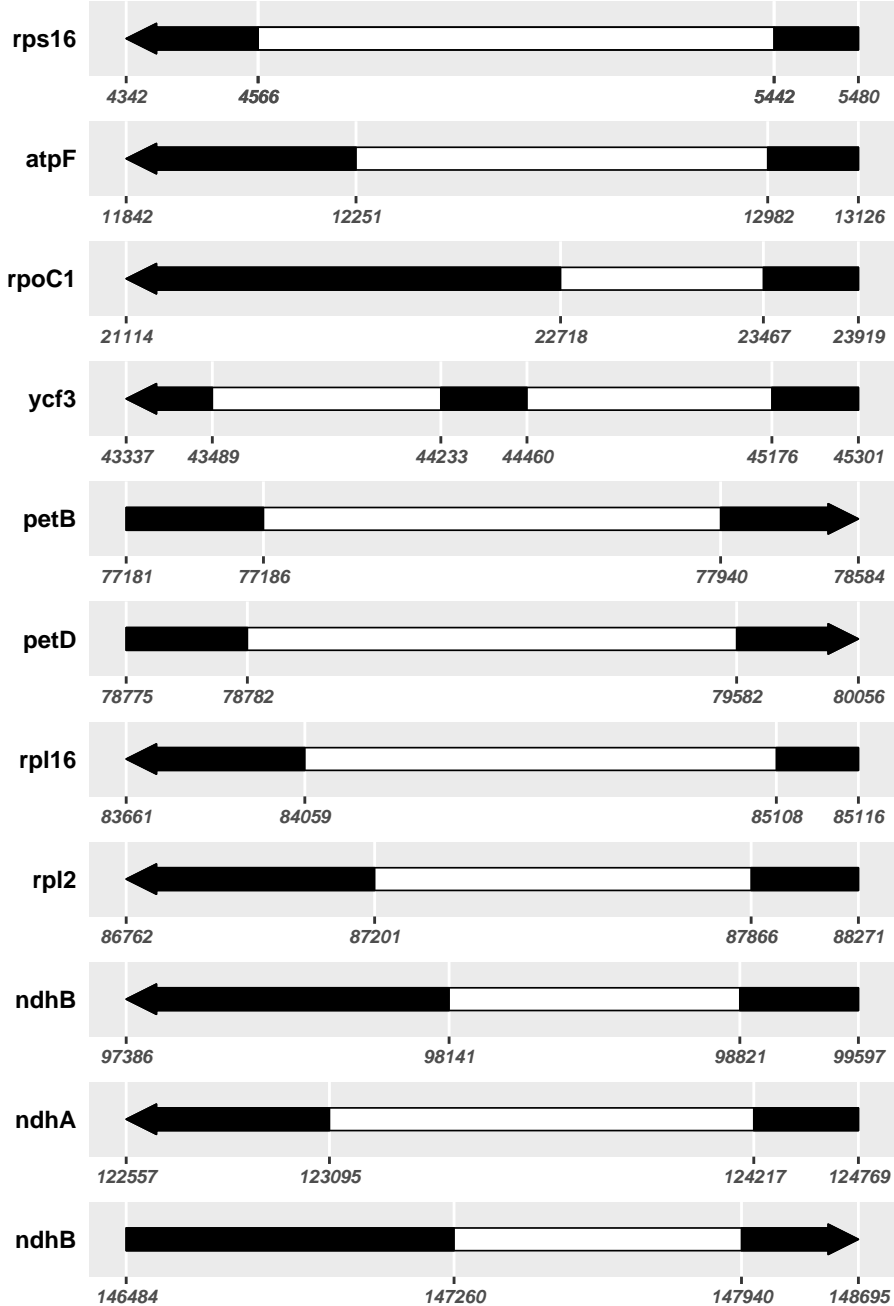 rps16
4342 4566 5442 5480
atpF
11842 12251 12982 13126
rpoC1
21114 22718 23467 23919
ycf3
43337 43489 44233 44460 45176 45301
petB
77181 77186 77940 78584
petD
78775 78782 79582 80056
rpl16
83661 84059 85108 85116
rpl2
86762 87201 87866 88271
ndhB
97386 98141 98821 99597
ndhA
122557 123095 124217 124769
ndhB
146484 147260 147940 148695